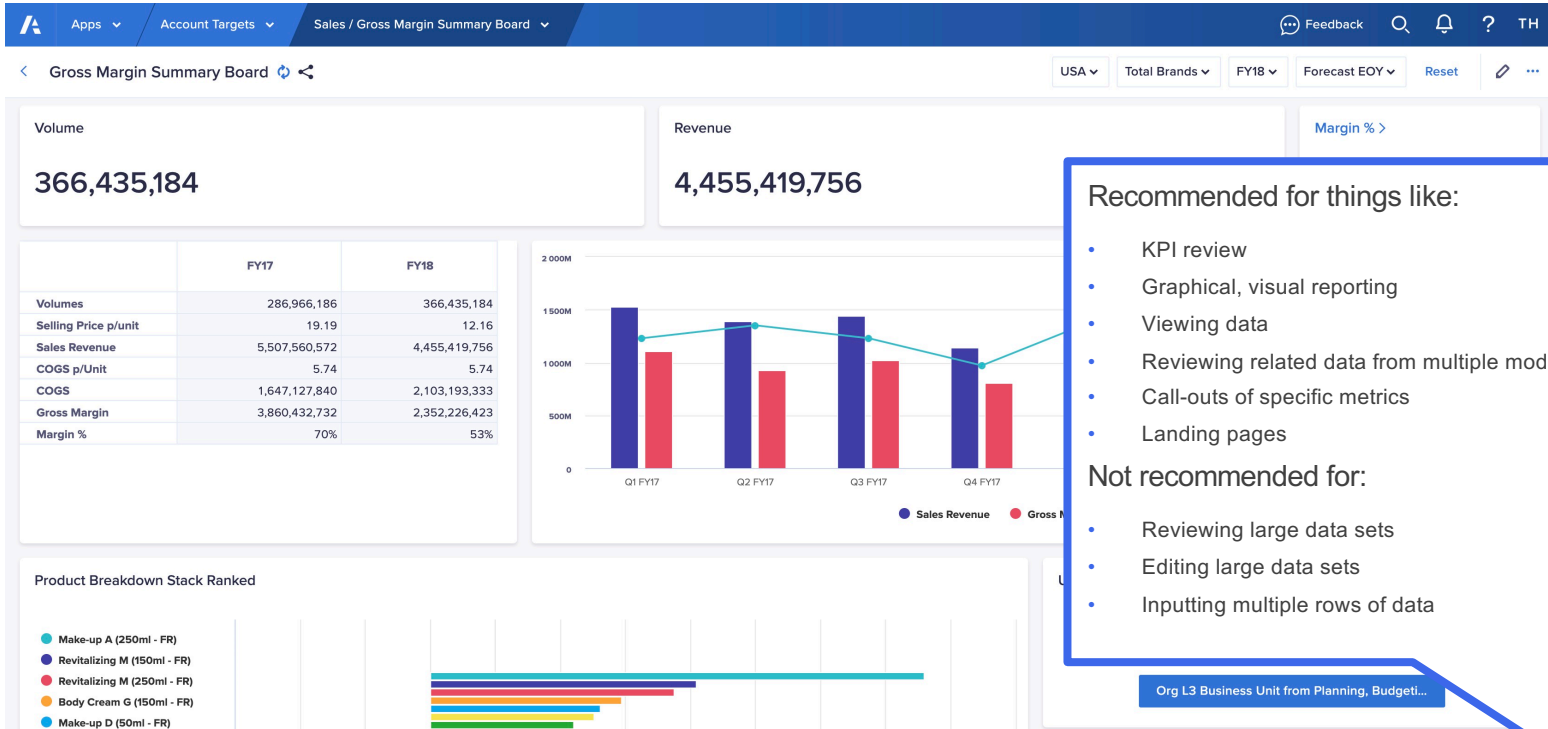 Apps
Account Targets
Sales / Gross Margin Summary Board
Feedback
?
TH
Gross Margin Summary Board
USA
Total Brands
FY18
Forecast EOY
Reset
Volume
366,435,184
Revenue
4,455,419,756
Margin % >
FY17 FY18
Volumes 286,966,186 366,435,184
Selling Price p/unit 19.19 12.16
Sales Revenue 5,507,560,572 4,455,419,756
COGS p/Unit 5.74 5.74
COGS 1,647,127,840 2,103,193,333
Gross Margin 3,860,432,732 2,352,226,423
Margin % 70% 53%
2 000M
1 500M
1 000M
500M
0
Q1 FY17 Q2 FY17 Q3 FY17 Q4 FY17
Sales Revenue Gross
Recommended for things like:
• KPI review
• Graphical, visual reporting
• Viewing data
• Reviewing related data from multiple mod
• Call-outs of specific metrics
• Landing pages
Not recommended for:
• Reviewing large data sets
• Editing large data sets
• Inputting multiple rows of data
Product Breakdown Stack Ranked
Make-up A (250ml - FR)
Revitalizing M (150ml - FR)
Revitalizing M (250ml - FR)
Body Cream G (150ml - FR)
Make-up D (50ml - FR)
Org L3 Business Unit from Planning, Budgeti...